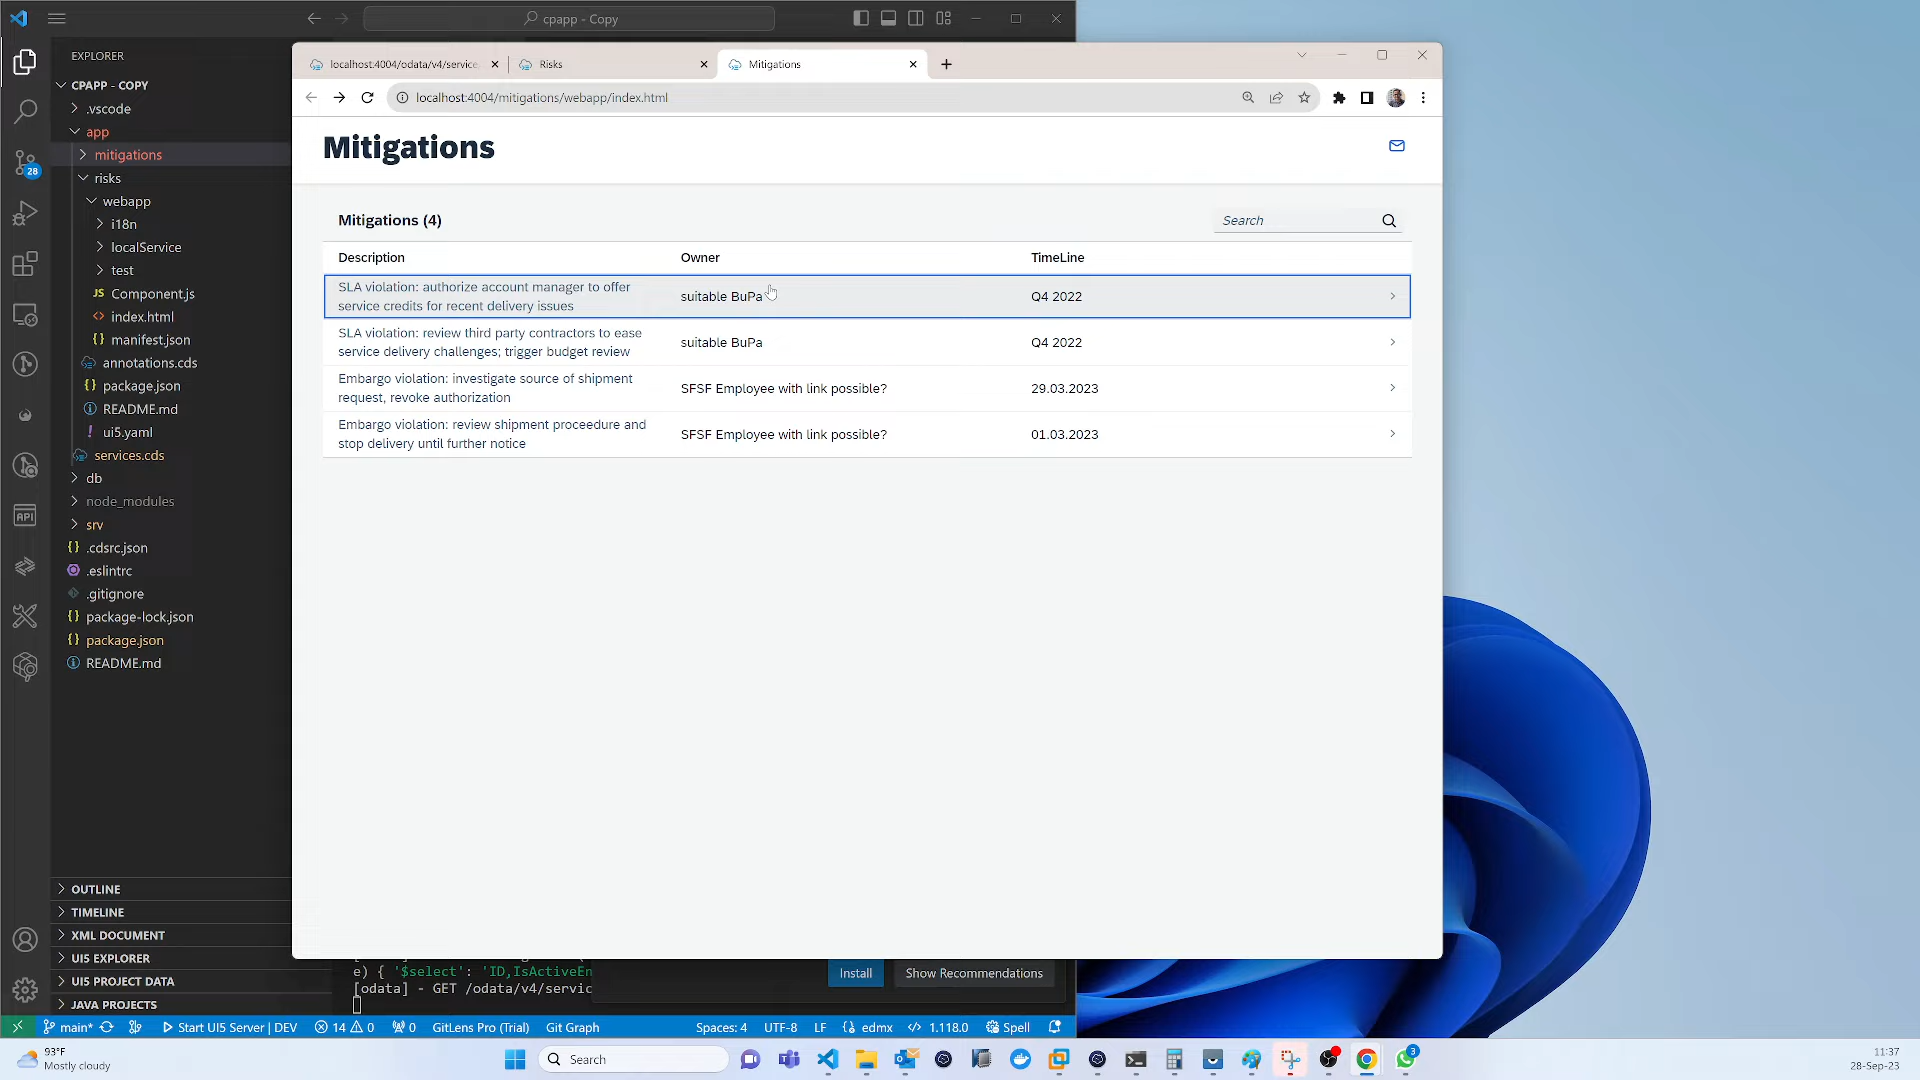 cpapp - Copy
EXPLORER
CPAPP - COPY
.vscode
app
mitigations
risks
webapp
i18n
localService
test
JS Component.js
<> index.html
{} manifest.json
annotations.cds
{} package.json
README.md
! ui5.yaml
services.cds
db
node_modules
srv
{} .cdsrc.json
.eslintrc
.gitignore
{} package-lock.json
{} package.json
README.md
28
API
OUTLINE
TIMELINE
XML DOCUMENT
UI5 EXPLORER
UI5 PROJECT DATA
JAVA PROJECTS
localhost:4004/odata/v4/service
Risks
Mitigations
localhost:4004/mitigations/webapp/index.html
Mitigations
Mitigations (4)
Search
Description Owner TimeLine
SLA violation: authorize account manager to offer
service credits for recent delivery issues
suitable BuPa
Q4 2022
SLA violation: review third party contractors to ease
service delivery challenges; trigger budget review
suitable BuPa
Q4 2022
Embargo violation: investigate source of shipment
request, revoke authorization
SFSF Employee with link possible?
29.03.2023
Embargo violation: review shipment proceedure and
stop delivery until further notice
SFSF Employee with link possible?
01.03.2023
e) { '$select': 'ID,IsActiveEn
[odata] - GET /odata/v4/servic
Install
Show Recommendations
main* Start UI5 Server | DEV 14 0 0 GitLens Pro (Trial) Git Graph Spaces: 4 UTF-8 LF edmx 1.118.0 Spell
93°F
Mostly cloudy
Search
3
11:37
28-Sep-23